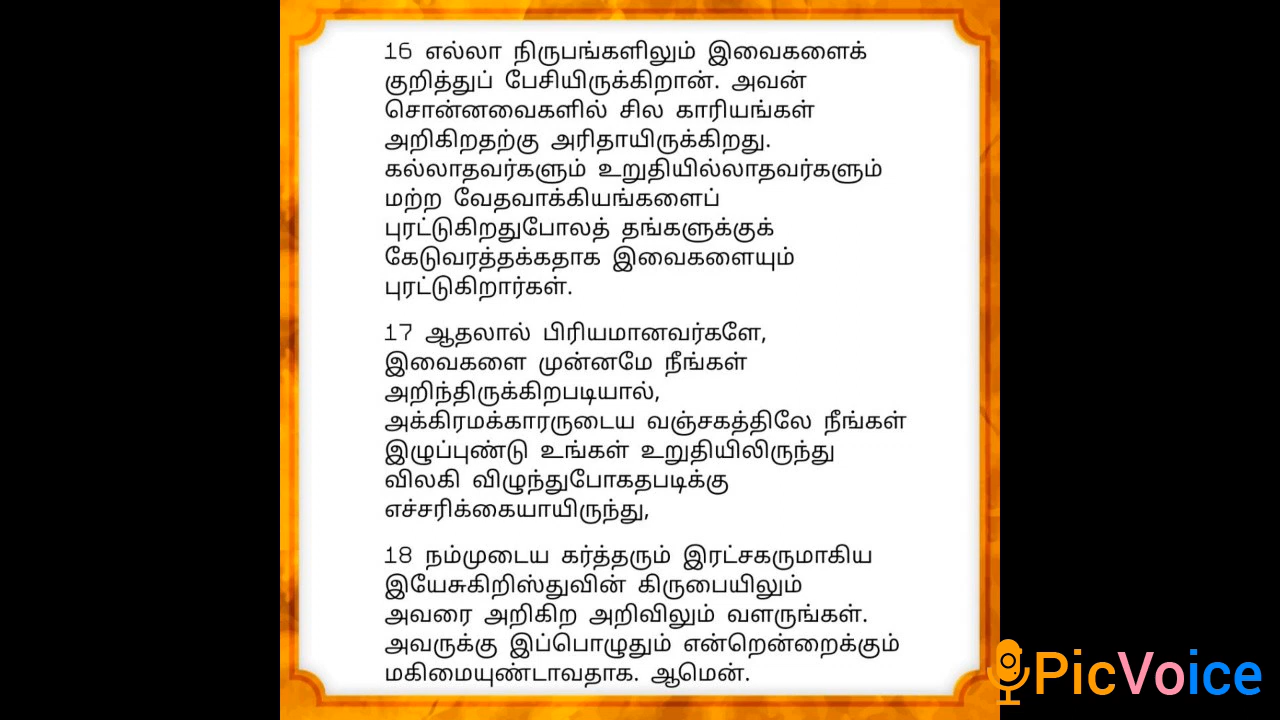 16 எல்லா நிருபங்களிலும் இவைகளைக்
குறித்துப் பேசியிருக்கிறான். அவன்
சொன்னவைகளில் சில காரியங்கள்
அறிகிறதற்கு அரிதாயிருக்கிறது.
கல்லாதவர்களும் உறுதியில்லாதவர்களும்
மற்ற வேதவாக்கியங்களைப்
புரட்டுகிறதுபோலத் தங்களுக்குக்
கேடுவரத்தக்கதாக இவைகளையும்
புரட்டுகிறார்கள்.
17 ஆதலால் பிரியமானவர்களே,
இவைகளை முன்னமே நீங்கள்
அறிந்திருக்கிறபடியால்,
அக்கிரமக்காரருடைய வஞ்சகத்திலே நீங்கள்
இழுப்புண்டு உங்கள் உறுதியிலிருந்து
விலகி விழுந்துபோகதபடிக்கு
எச்சரிக்கையாயிருந்து,
18 நம்முடைய கர்த்தரும் இரட்சகருமாகிய
இயேசுகிறிஸ்துவின் கிருபையிலும்
அவரை அறிகிற அறிவிலும் வளருங்கள்.
அவருக்கு இப்பொழுதும் என்றென்றைக்கும்
மகிமையுண்டாவதாக. ஆமென்.
PicVoice